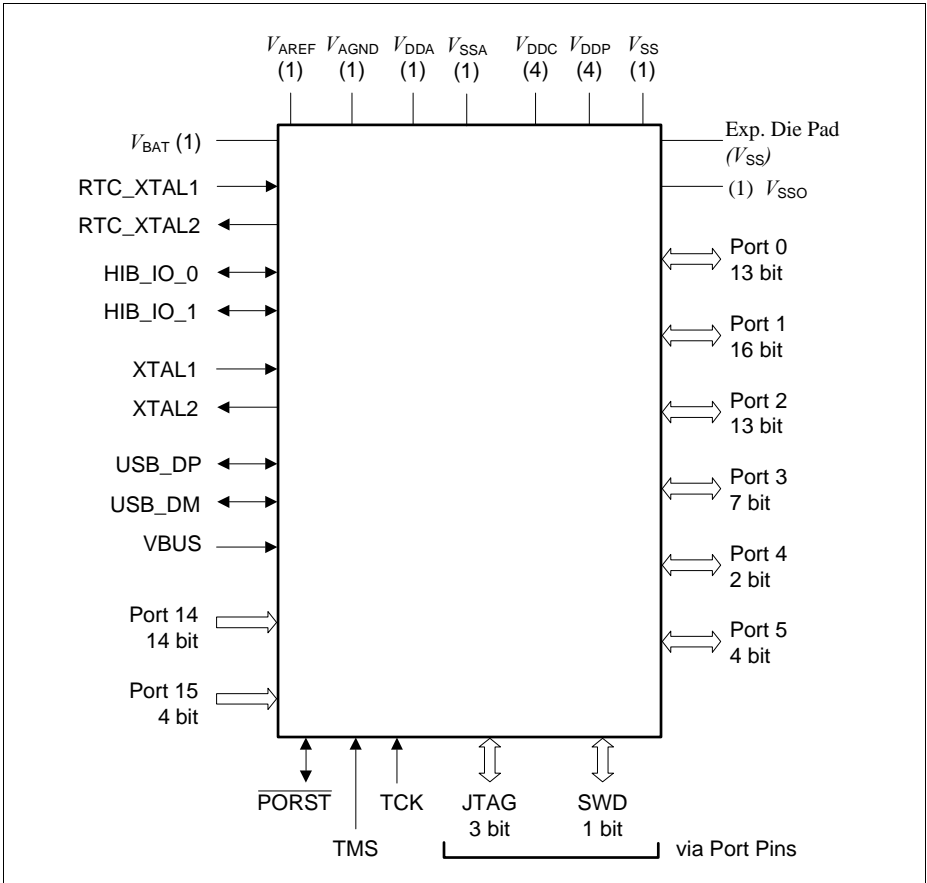 VAREF VAGND VDDA VSSA VDDC VDDP VSS
(1) (1) (1) (1) (4) (4) (1)
VBAT (1)
RTC_XTAL1
RTC_XTAL2
HIB_IO_0
HIB_IO_1
XTAL1
XTAL2
USB_DP
USB_DM
VBUS
Port 14
14 bit
Port 15
4 bit
Exp. Die Pad
(VSS)
(1) VSSO
Port 0
13 bit
Port 1
16 bit
Port 2
13 bit
Port 3
7 bit
Port 4
2 bit
Port 5
4 bit
PORST TCK JTAG SWD
3 bit 1 bit
TMS via Port Pins